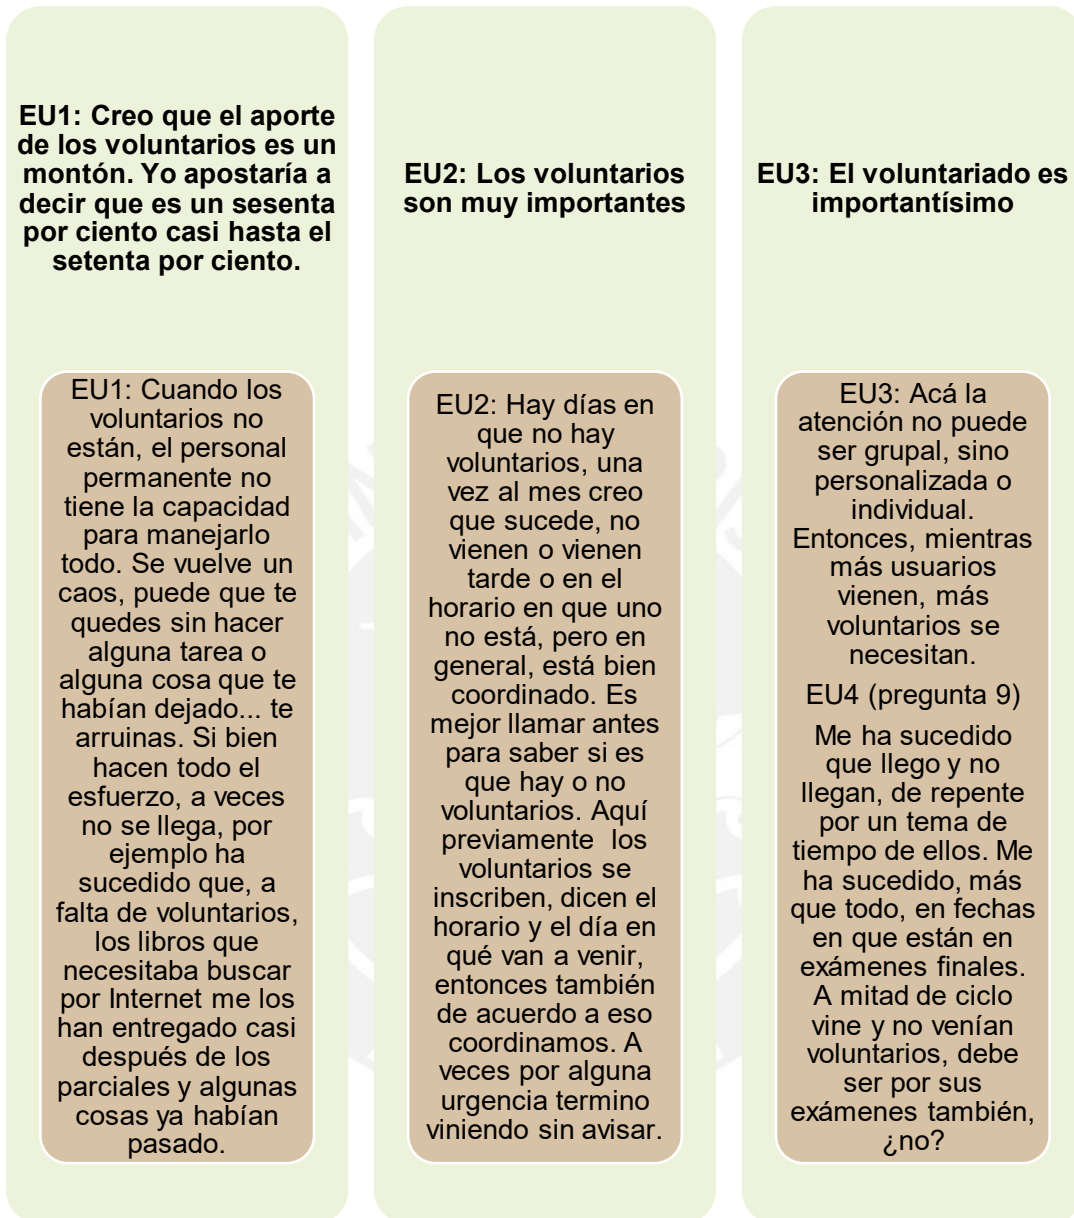 EU1: Creo que el aporte
de los voluntarios es un
montón. Yo apostaría a
decir que es un sesenta
por ciento casi hasta el
setenta por ciento.
EU1: Cuando los
voluntarios no
están, el personal
permanente no
tiene la capacidad
para manejarlo
todo. Se vuelve un
caos, puede que te
quedes sin hacer
alguna tarea o
alguna cosa que te
habían dejado... te
arruinas. Si bien
hacen todo el
esfuerzo, a veces
no se llega, por
ejemplo ha
sucedido que, a
falta de voluntarios,
los libros que
necesitaba buscar
por Internet me los
han entregado casi
después de los
parciales y algunas
cosas ya habían
pasado.
EU2: Los voluntarios
son muy importantes
EU2: Hay días en
que no hay
voluntarios, una
vez al mes creo
que sucede, no
vienen o vienen
tarde o en el
horario en que uno
no está, pero en
general, está bien
coordinado. Es
mejor llamar antes
para saber si es
que hay o no
voluntarios. Aquí
previamente los
voluntarios se
inscriben, dicen el
horario y el día en
qué van a venir,
entonces también
de acuerdo a eso
coordinamos. A
veces por alguna
urgencia termino
viniendo sin avisar.
EU3: El voluntariado es
importantísimo
EU3: Acá la
atención no puede
ser grupal, sino
personalizada o
individual.
Entonces, mientras
más usuarios
vienen, más
voluntarios se
necesitan.
EU4 (pregunta 9)
Me ha sucedido
que llego y no
llegan, de repente
por un tema de
tiempo de ellos. Me
ha sucedido, más
que todo, en fechas
en que están en
exámenes finales.
A mitad de ciclo
vine y no venían
voluntarios, debe
ser por sus
exámenes también,
¿no?